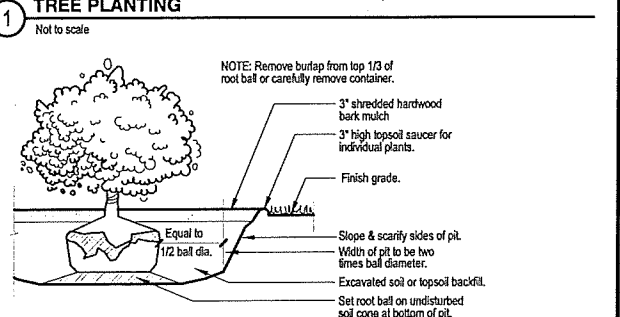 1
TREE PLANTING
Not to scale
NOTE: Remove burlap from top 1/3 of
root ball or carefully remove container.
3" shredded hardwood
bark mulch
3" high topsoil saucer for
individual plants.
Finish grade.
Equal to
1/2 ball dia.
Slope & scarify sides of pit.
Width of pit to be two
times ball diameter.
Excavated soil or topsoil backfill.
Set root ball on undisturbed
soil cone at bottom of pit.